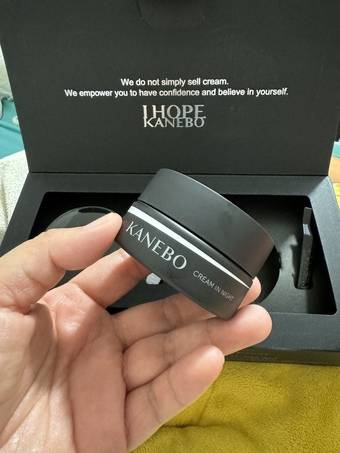 We do not simply sell cream.
We empower you to have confidence and believe in yourself.
I HOPE
KANEBO
KANEBO
CREAM IN NIGHT